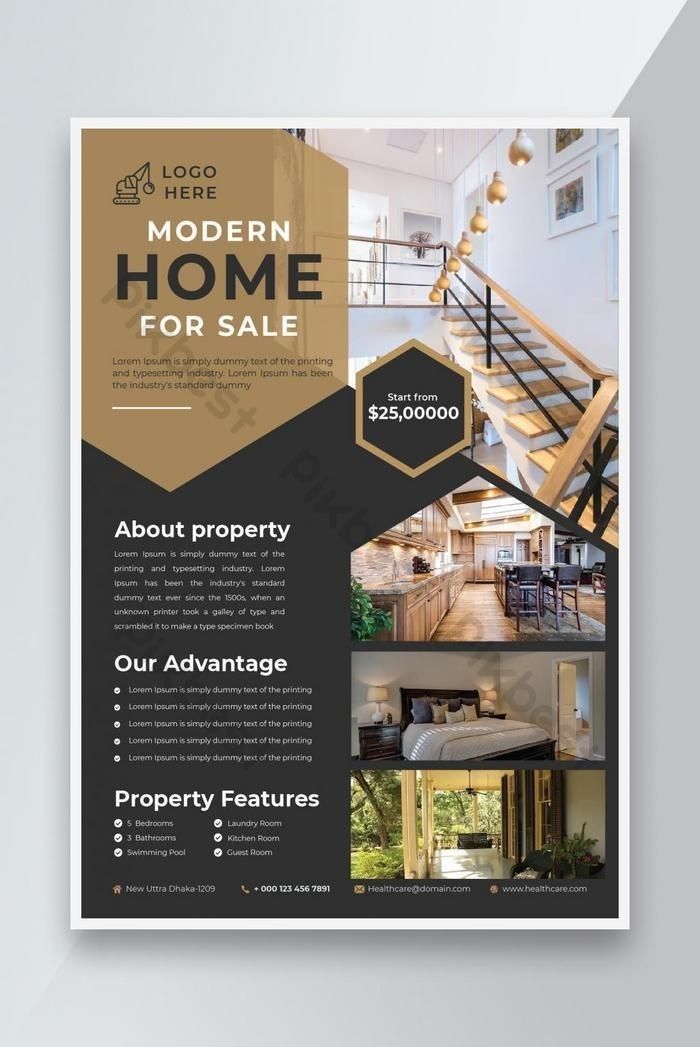 LOGO
HERE
MODERN
HOME
FOR SALE
Lorem Ipsum is simply dummy text of the printing
and typesetting industry. Lorem Ipsum has been
the industry's standard dummy
Start from
$25,00000
About property
Lorem Ipsum is simply dummy text of the
printing and typesetting industry. Lorem
Ipsum has been the industry's standard
dummy text ever since the 1500s, when an
unknown printer took a galley of type and
scrambled it to make a type specimen book
Our Advantage
Lorem Ipsum is simply dummy text of the printing
Lorem Ipsum is simply dummy text of the printing
Lorem Ipsum is simply dummy text of the printing
Lorem Ipsum is simply dummy text of the printing
Lorem Ipsum is simply dummy text of the printing
Property Features
5 Bedrooms
3 Bathrooms
Swimming Pool
Laundry Room
Kitchen Room
Guest Room
New Uttra Dhaka-1209
+ 000 123 456 7891
Healthcare@domain.com
www.healthcare.com
pikbest
pikbest
pikbest
pikbest